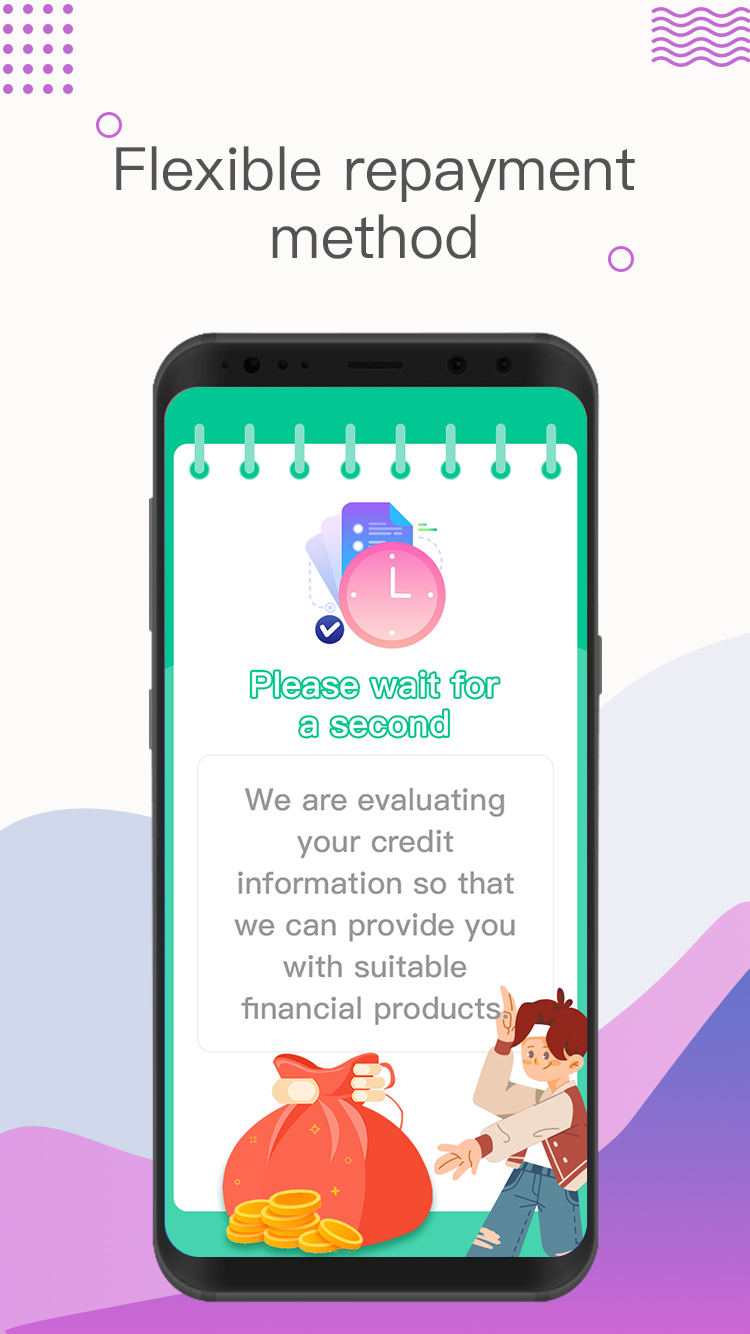 Flexible repayment
method
Please wait for
a second
We are evaluating
your credit
information so that
we can provide you
with suitable
financial products.